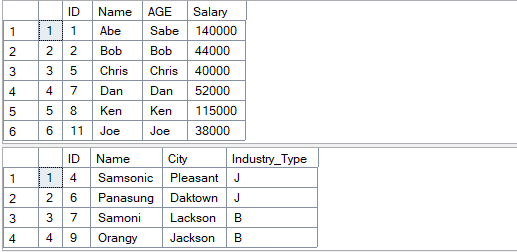 ID Name AGE Salary
1 1 1 Abe Sabe 140000
2 2 2 Bob Bob 44000
3 3 5 Chris Chris 40000
4 4 7 Dan Dan 52000
5 5 8 Ken Ken 115000
6 6 11 Joe Joe 38000
ID Name City Industry_Type
1 1 4 Samsonic Pleasant J
2 2 6 Panasung Daktown J
3 3 7 Samoni Lackson B
4 4 9 Orangy Jackson B